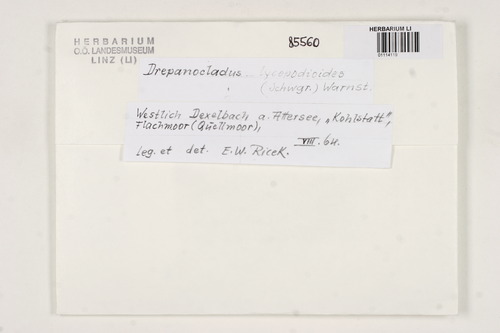 HERBARIUM
O.Ö. LANDESMUSEUM
LINZ (LI)
85560
HERBARIUM LI
Drepanocladus lycopodioides
(Schwgr.) Warnst.
Westlich Dexelbach a. Attersee, „Kohlstatt",
Flachmoor (Quellmoor),
VIII. 64.
Leg. et det. E. W. Ricek.